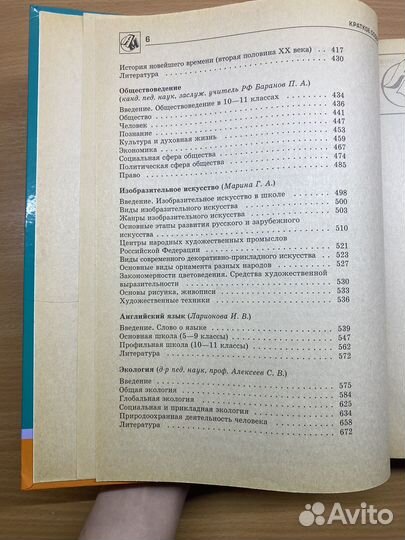 6
КРАТКОЕ
История новейшего времени (вторая половина XX века) 417
Литература 430
Обществоведение
(канд. пед. наук, заслуж. учитель РФ Баранов П. А.)
Введение. Обществоведение в 10—11 классах 434
Общество 436
Человек 441
Познание 447
Культура и духовная жизнь 453
Экономика 459
Социальная сфера общества 467
Политическая сфера общества 474
Право 485
Изобразительное искусство (Марина Г. А.)
Введение. Изобразительное искусство в школе 498
Виды изобразительного искусства 500
Жанры изобразительного искусства 503
Основные этапы развития русского и зарубежного
искусства 510
Центры народных художественных промыслов
Российской Федерации 521
Виды современного декоративно-прикладного искусства 523
Основные виды орнамента разных народов 527
Закономерности цветоведения. Средства художественной
выразительности 530
Основы рисунка, живописи 533
Художественные техники 536
Английский язык (Ларионова И. В.)
Введение. Слово о языке 539
Основная школа (5—9 классы) 547
Профильная школа (10—11 классы) 562
Литература 572
Экология (д-р пед. наук, проф. Алексеев С. В.)
Введение 575
Общая экология 584
Глобальная экология 625
Социальная и прикладная экология 634
Природоохранная деятельность человека 658
Литература 672
Avito